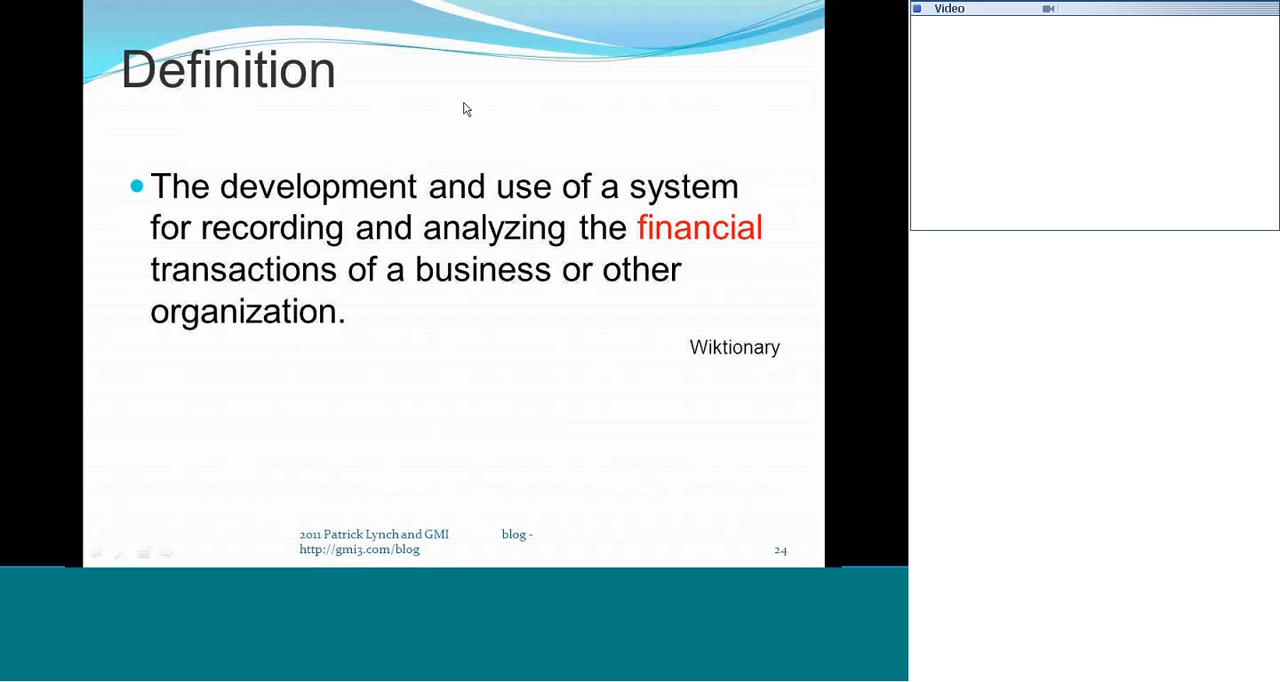 Video
Definition
The development and use of a system
for recording and analyzing the financial
transactions of a business or other
organization.
Wiktionary
2011 Patrick Lynch and GMI blog -
http://gmi3.com/blog
24